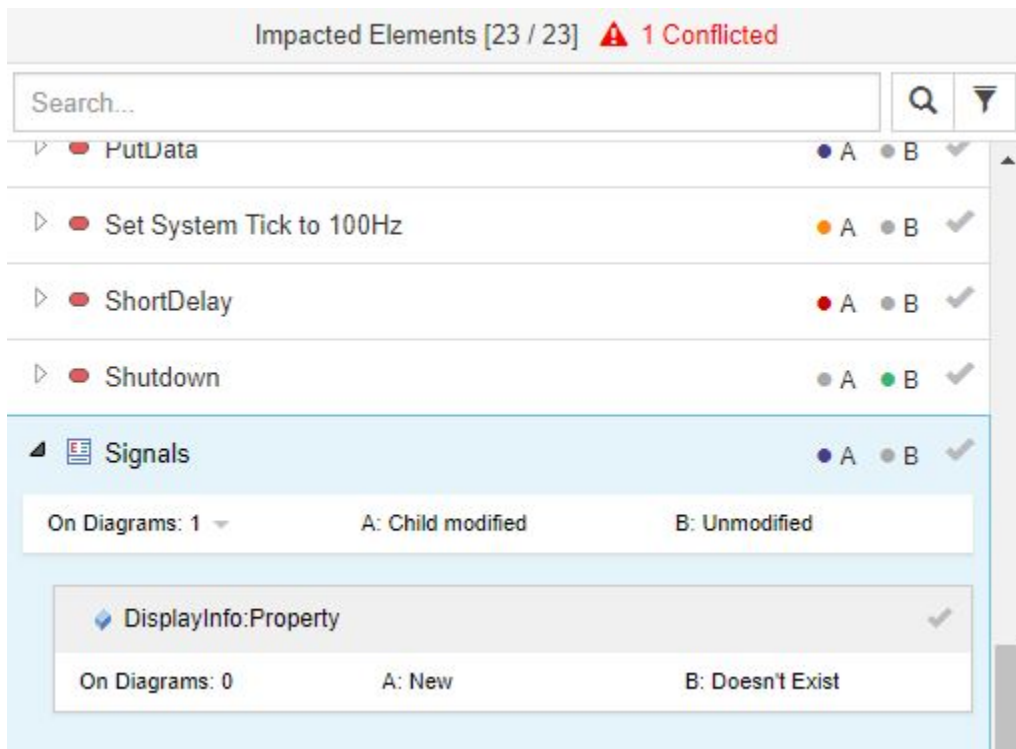 Impacted Elements [23 / 23] 1 Conflicted
Search...
PutData A B
Set System Tick to 100Hz A B
ShortDelay A B
Shutdown A B
Signals A B
On Diagrams: 1 A: Child modified B: Unmodified
DisplayInfo:Property
On Diagrams: 0 A: New B: Doesn't Exist